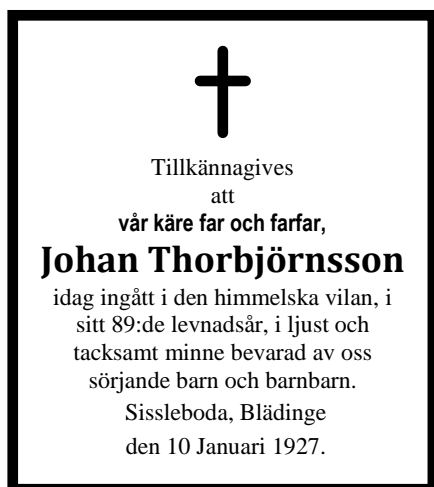 Tillkännagives
att
vår käre far och farfar,
Johan Thorbjörnsson
idag ingått i den himmelska vilan, i
sitt 89:de levnadsår, i ljust och
tacksamt minne bevarad av oss
sörjande barn och barnbarn.
Sissleboda, Blädinge
den 10 Januari 1927.